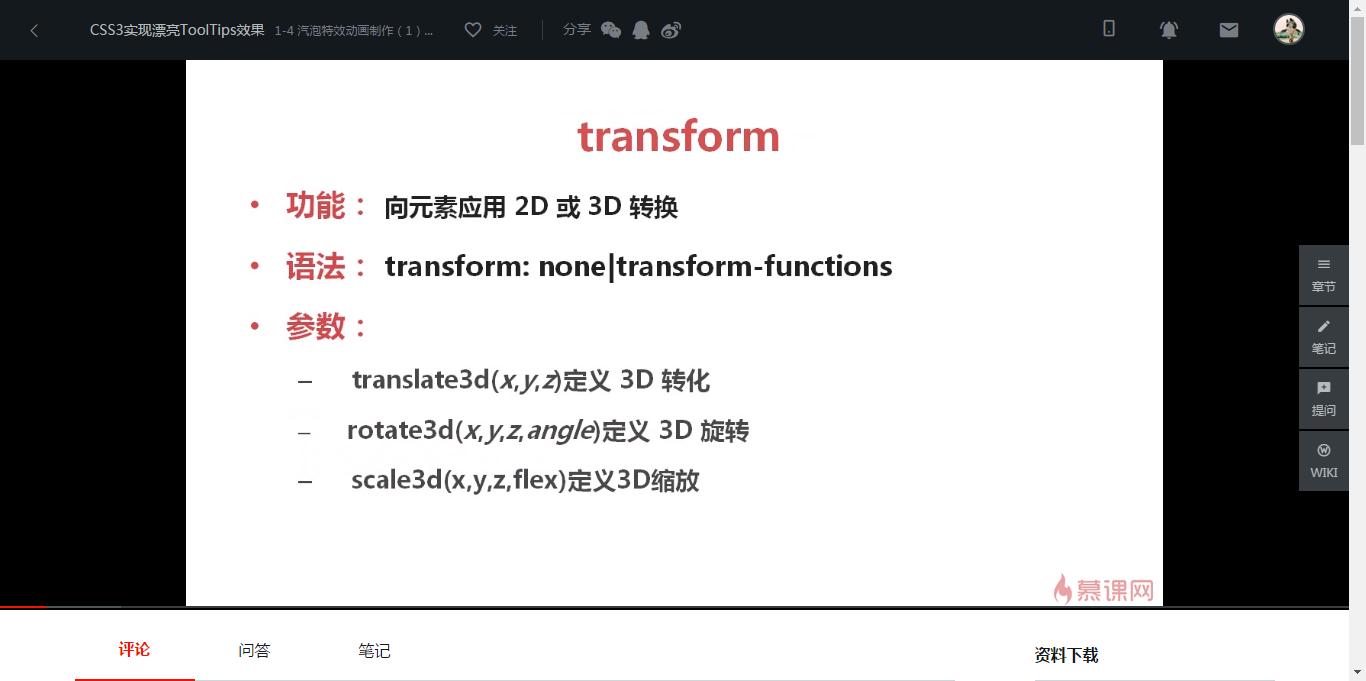 CSS3实现漂亮ToolTips效果 1-4 汽泡特效动画制作（1）... 关注 分享
transform
• 功能： 向元素应用 2D 或 3D 转换
• 语法： transform: none|transform-functions
• 参数：
– translate3d(x,y,z)定义 3D 转化
– rotate3d(x,y,z,angle)定义 3D 旋转
– scale3d(x,y,z,flex)定义3D缩放
章节
笔记
提问
WIKI
慕课网
评论 问答 笔记
资料下载